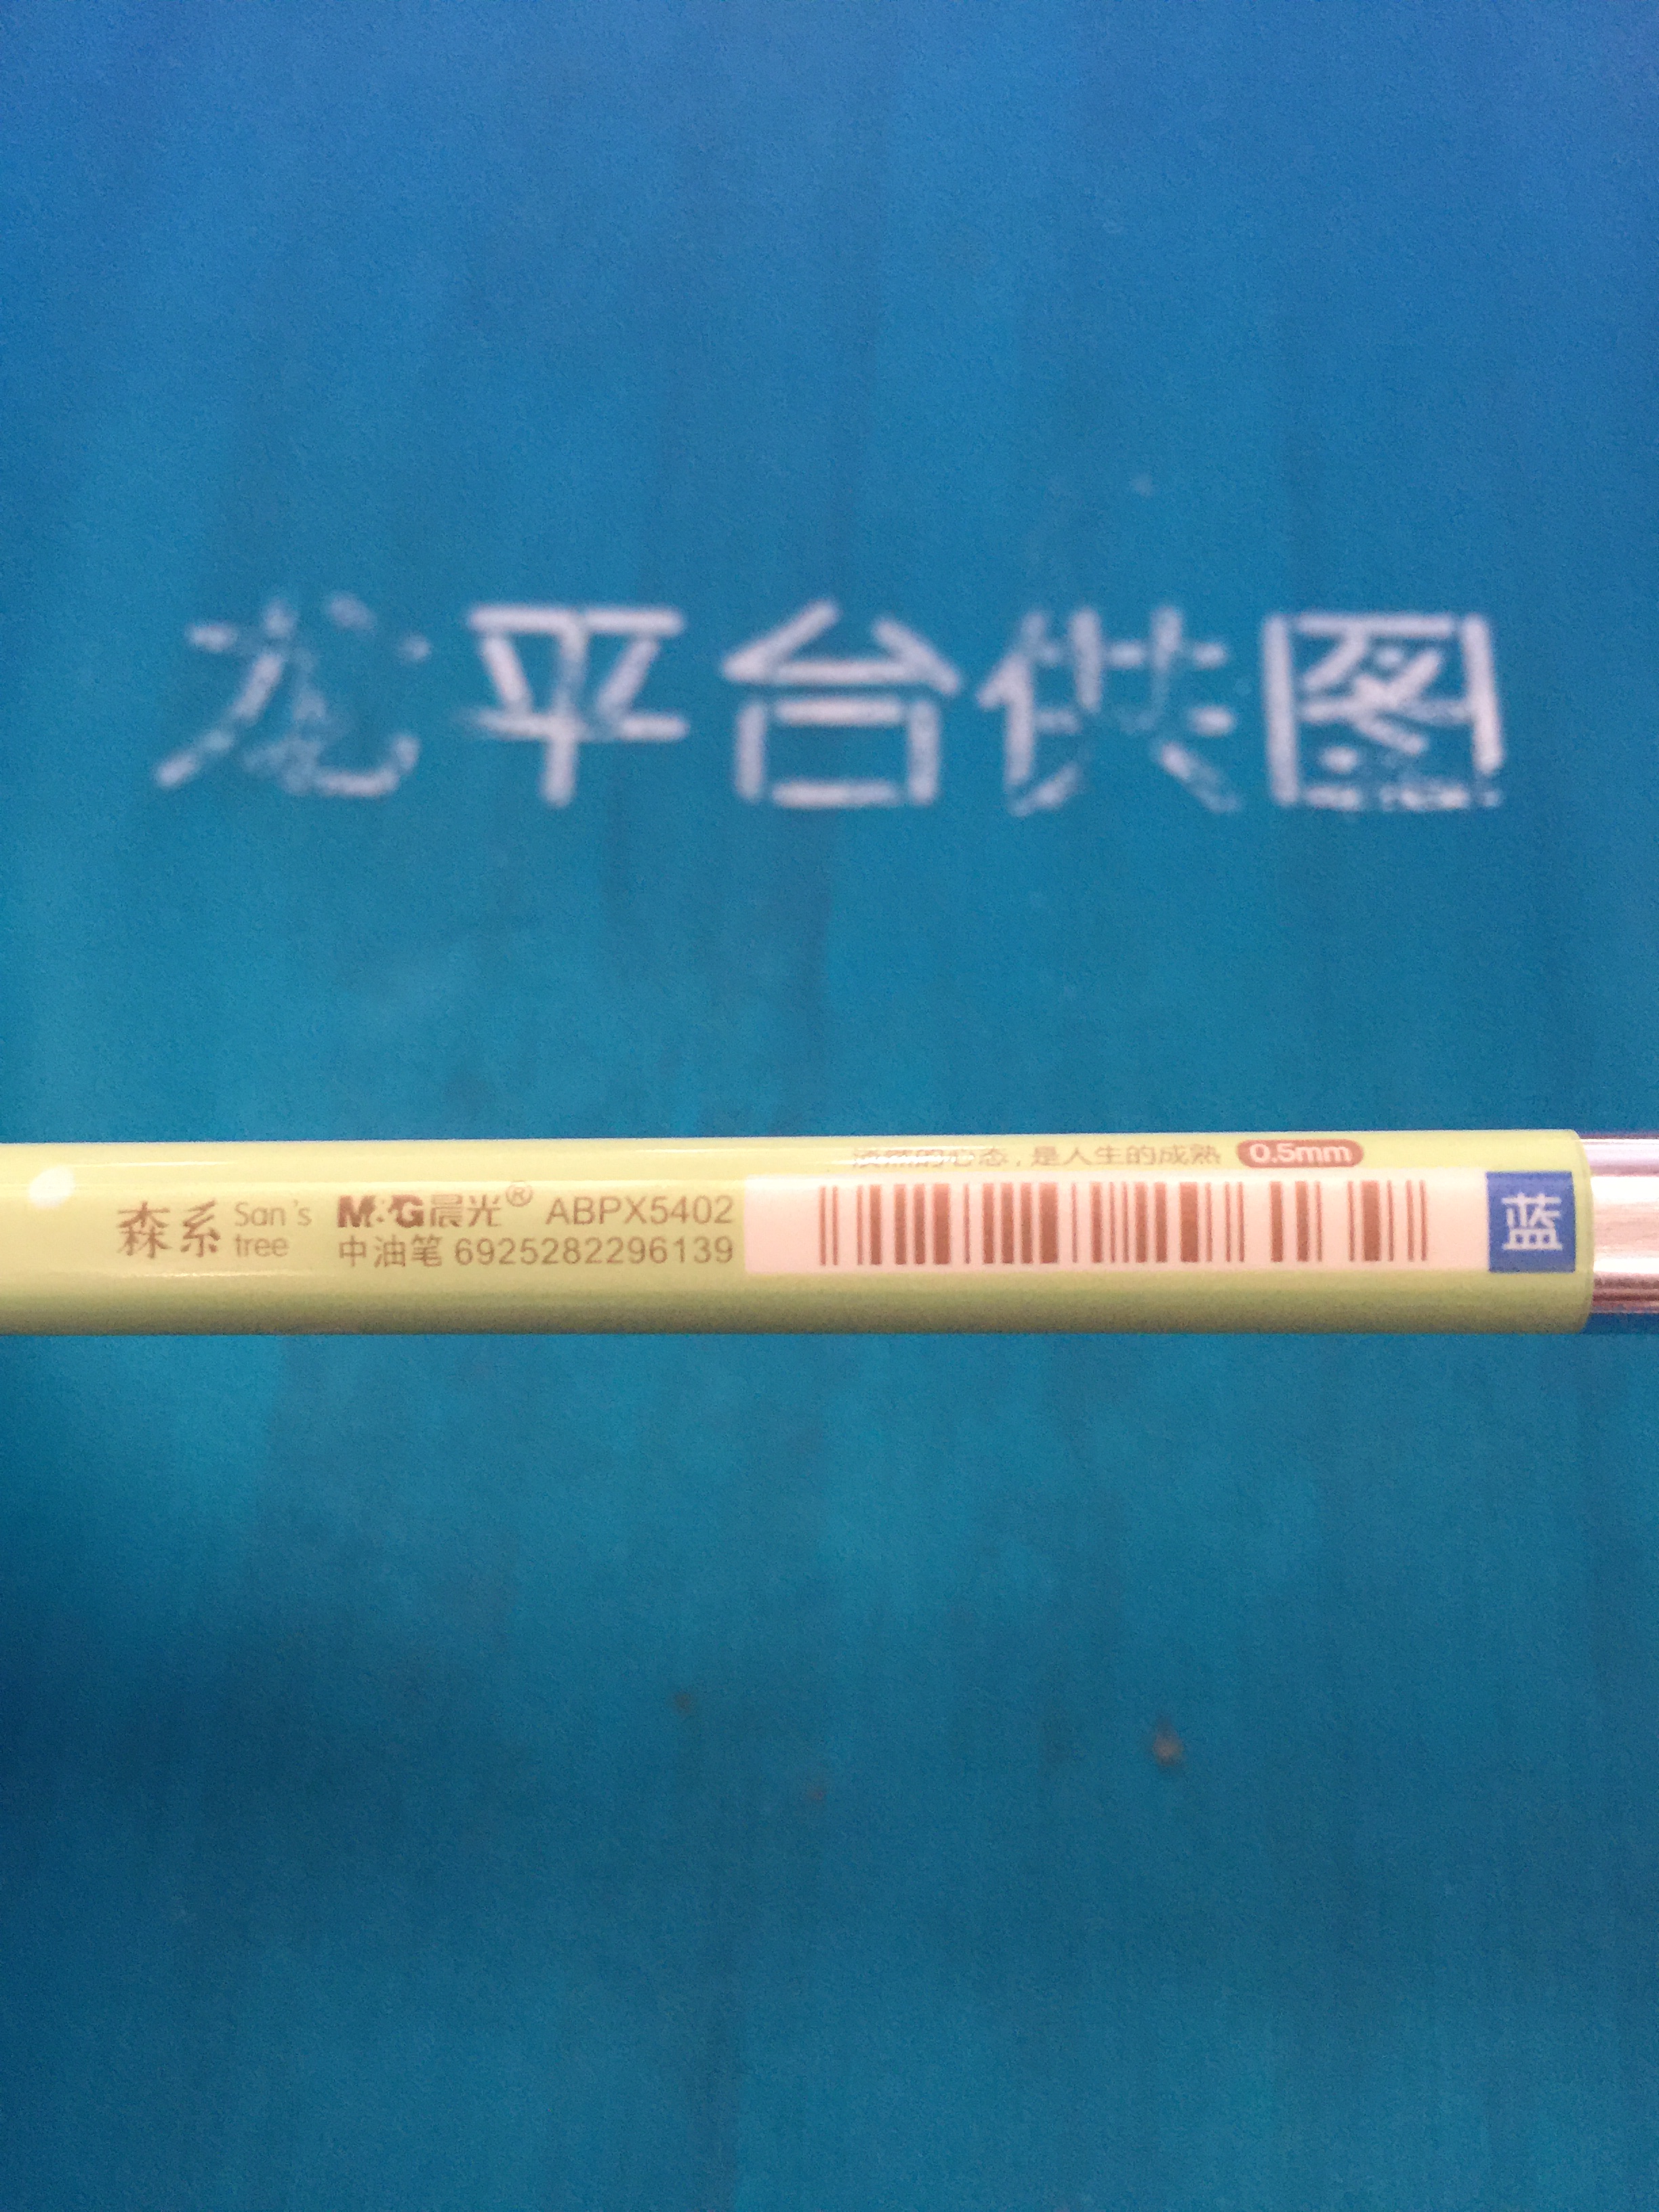 龙平台供图
淡然的心态，是人生的成熟 0.5mm
森系 San's tree M&G晨光® ABPX5402
中油笔 6925282296139
蓝